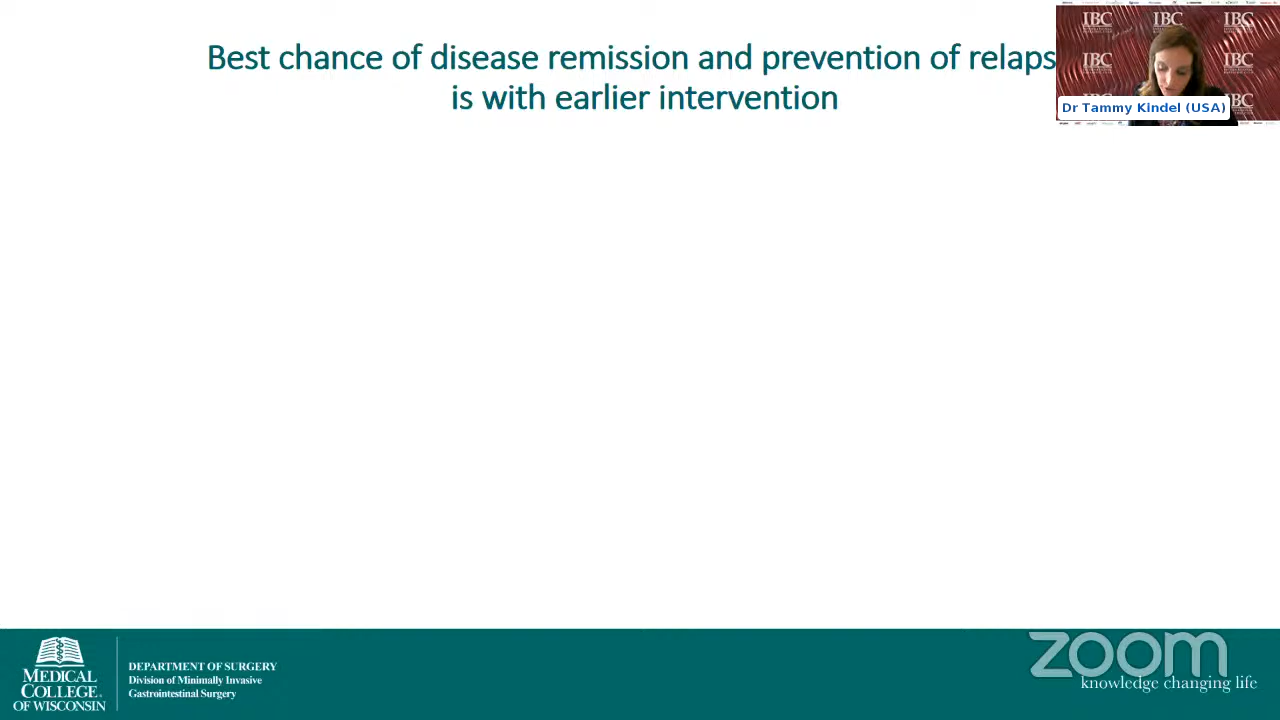 Best chance of disease remission and prevention of relaps
is with earlier intervention
IBC IBC IBC
IBC IBC
IBC
Dr Tammy Kindel (USA)
MEDICAL
COLLEGE
OF WISCONSIN
DEPARTMENT OF SURGERY
Division of Minimally Invasive
Gastrointestinal Surgery
zoom
knowledge changing life